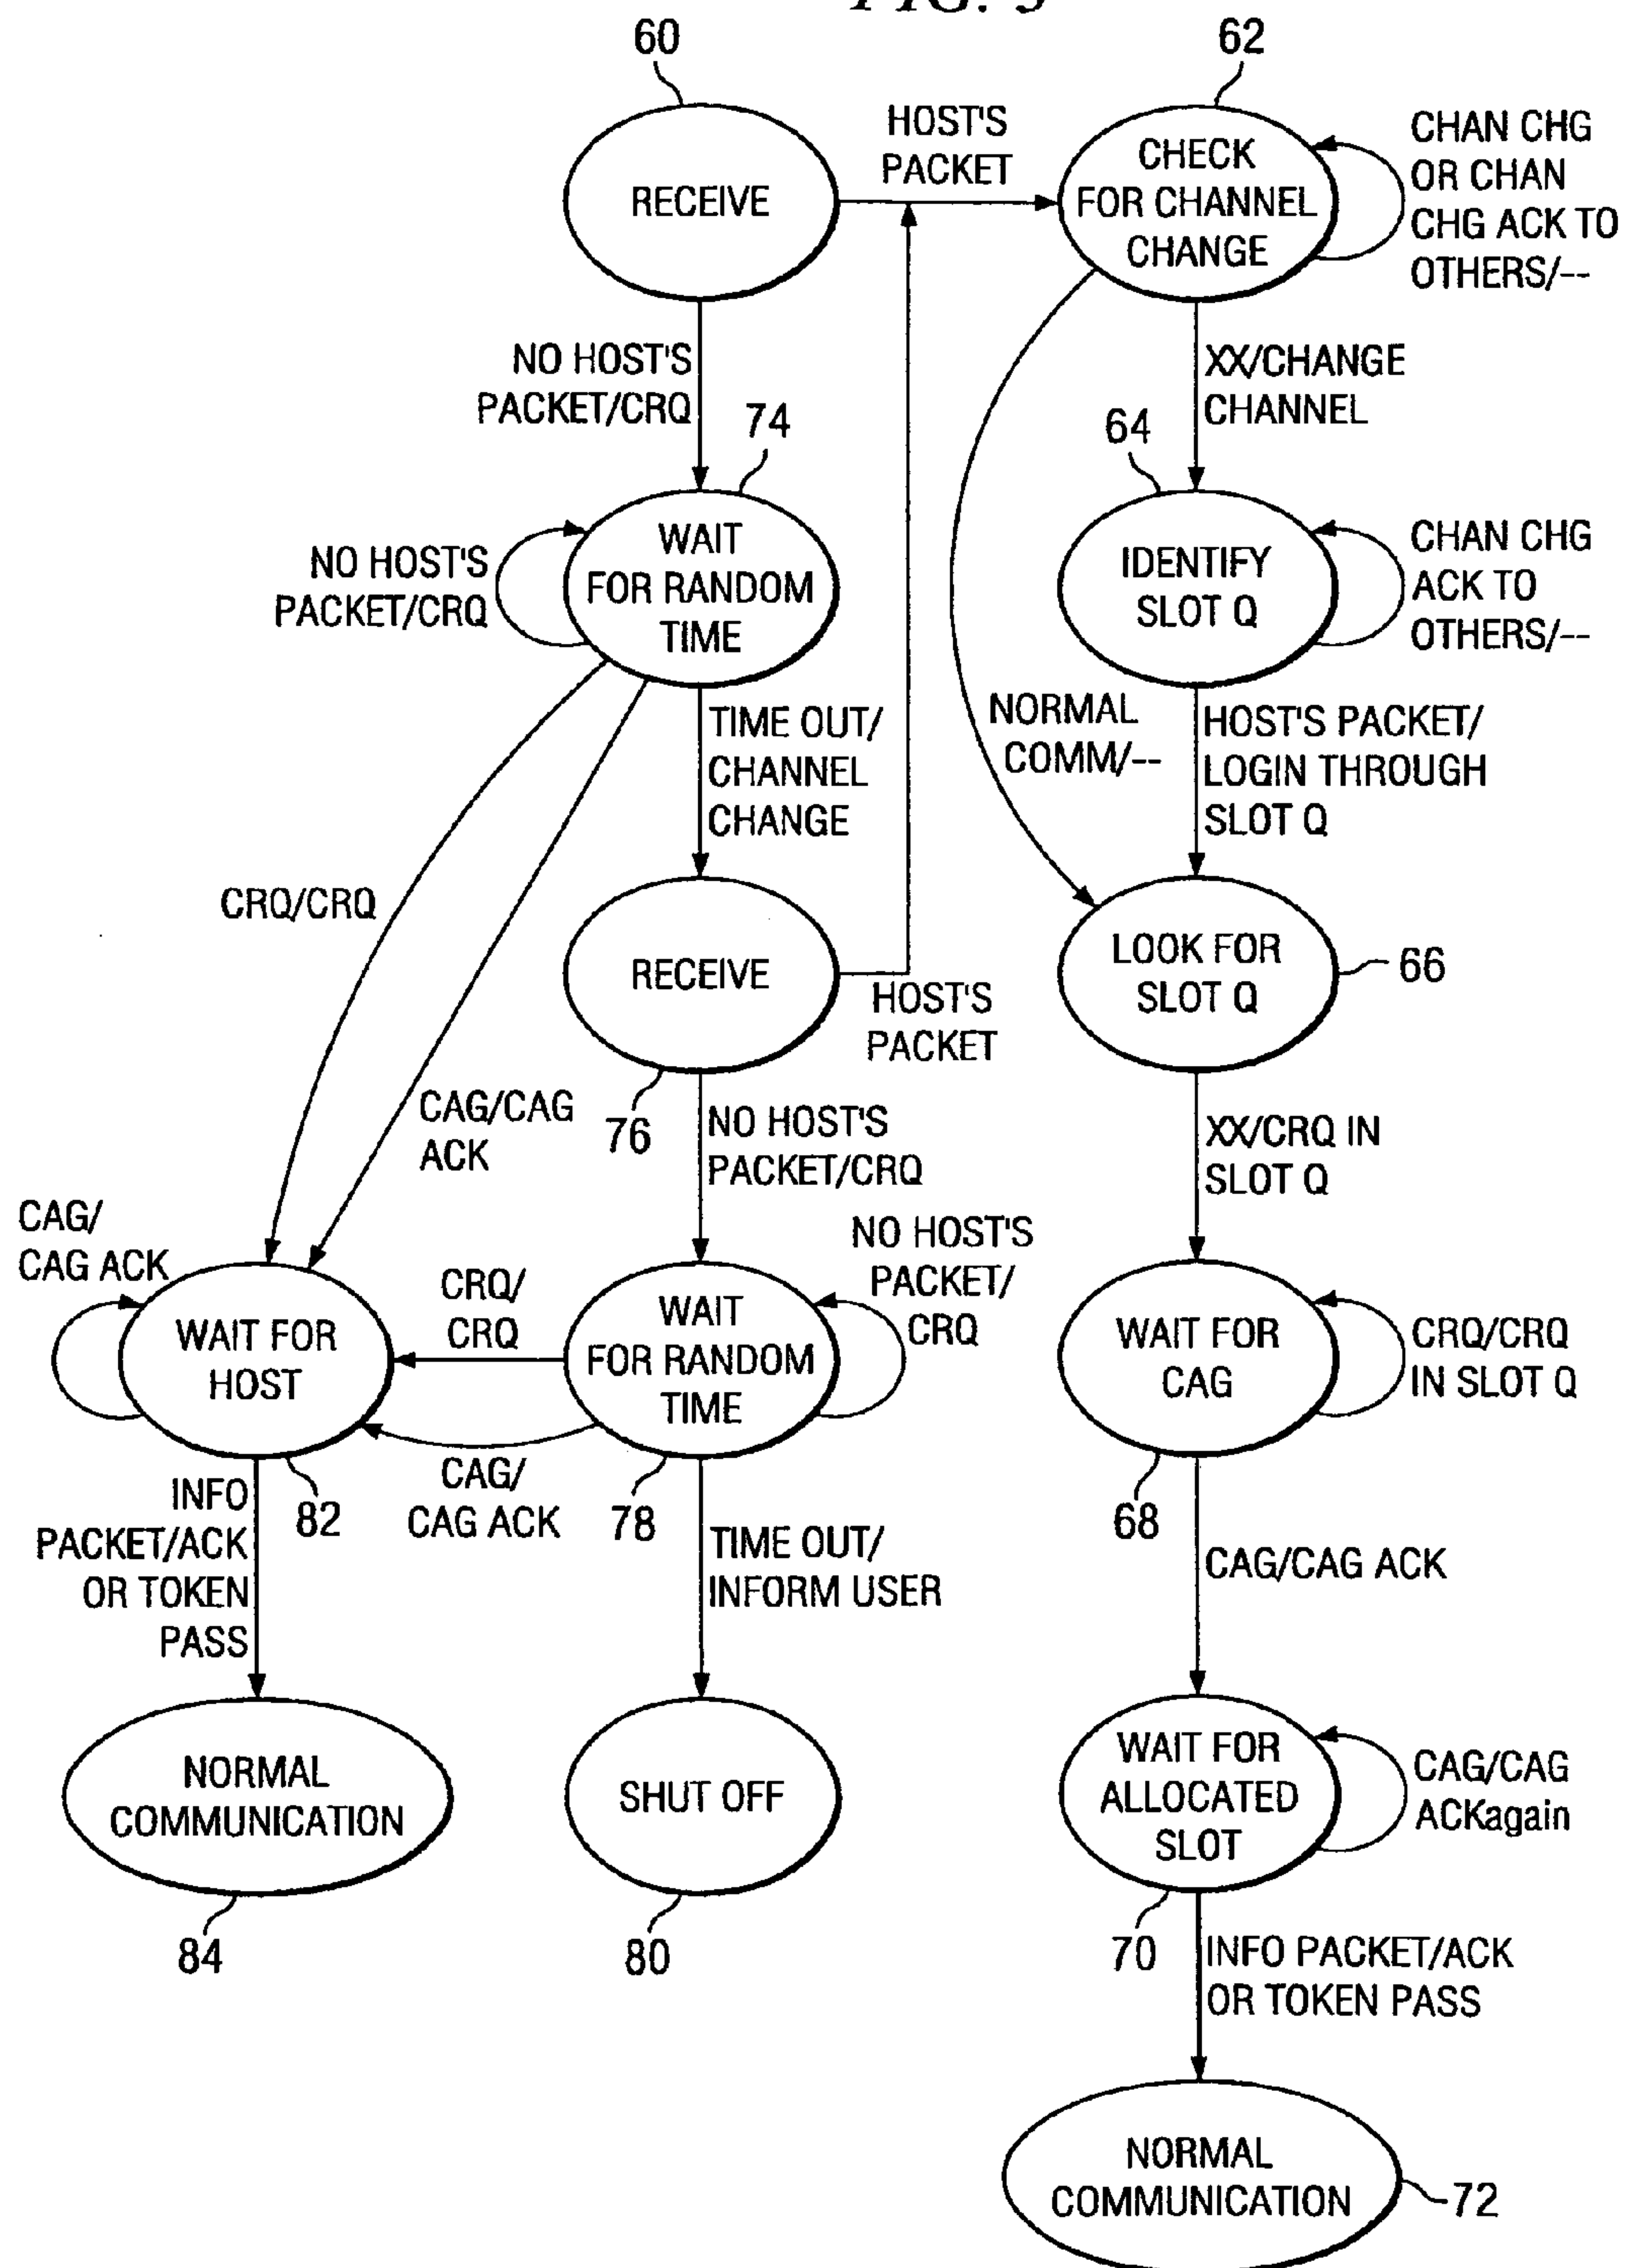 FIG. 5
60
62
RECEIVE
HOST'S
PACKET
CHECK
FOR CHANNEL
CHANGE
CHAN CHG
OR CHAN
CHG ACK TO
OTHERS/--
NO HOST'S
PACKET/CRQ
XX/CHANGE
CHANNEL
74
64
WAIT
FOR RANDOM
TIME
NO HOST'S
PACKET/CRQ
IDENTIFY
SLOT Q
CHAN CHG
ACK TO
OTHERS/--
TIME OUT/
CHANNEL
CHANGE
NORMAL
COMM/--
HOST'S PACKET/
LOGIN THROUGH
SLOT Q
CRQ/CRQ
RECEIVE
HOST'S
PACKET
LOOK FOR
SLOT Q
66
CAG/CAG
ACK
76
NO HOST'S
PACKET/CRQ
XX/CRQ IN
SLOT Q
CAG/
CAG ACK
WAIT FOR
HOST
CRQ/
CRQ
WAIT
FOR RANDOM
TIME
NO HOST'S
PACKET/
CRQ
WAIT FOR
CAG
CRQ/CRQ
IN SLOT Q
INFO
PACKET/ACK
OR TOKEN
PASS
82
CAG/
CAG ACK
78
TIME OUT/
INFORM USER
68
CAG/CAG ACK
NORMAL
COMMUNICATION
SHUT OFF
WAIT FOR
ALLOCATED
SLOT
CAG/CAG
ACKagain
84
80
70
INFO PACKET/ACK
OR TOKEN PASS
NORMAL
COMMUNICATION
72